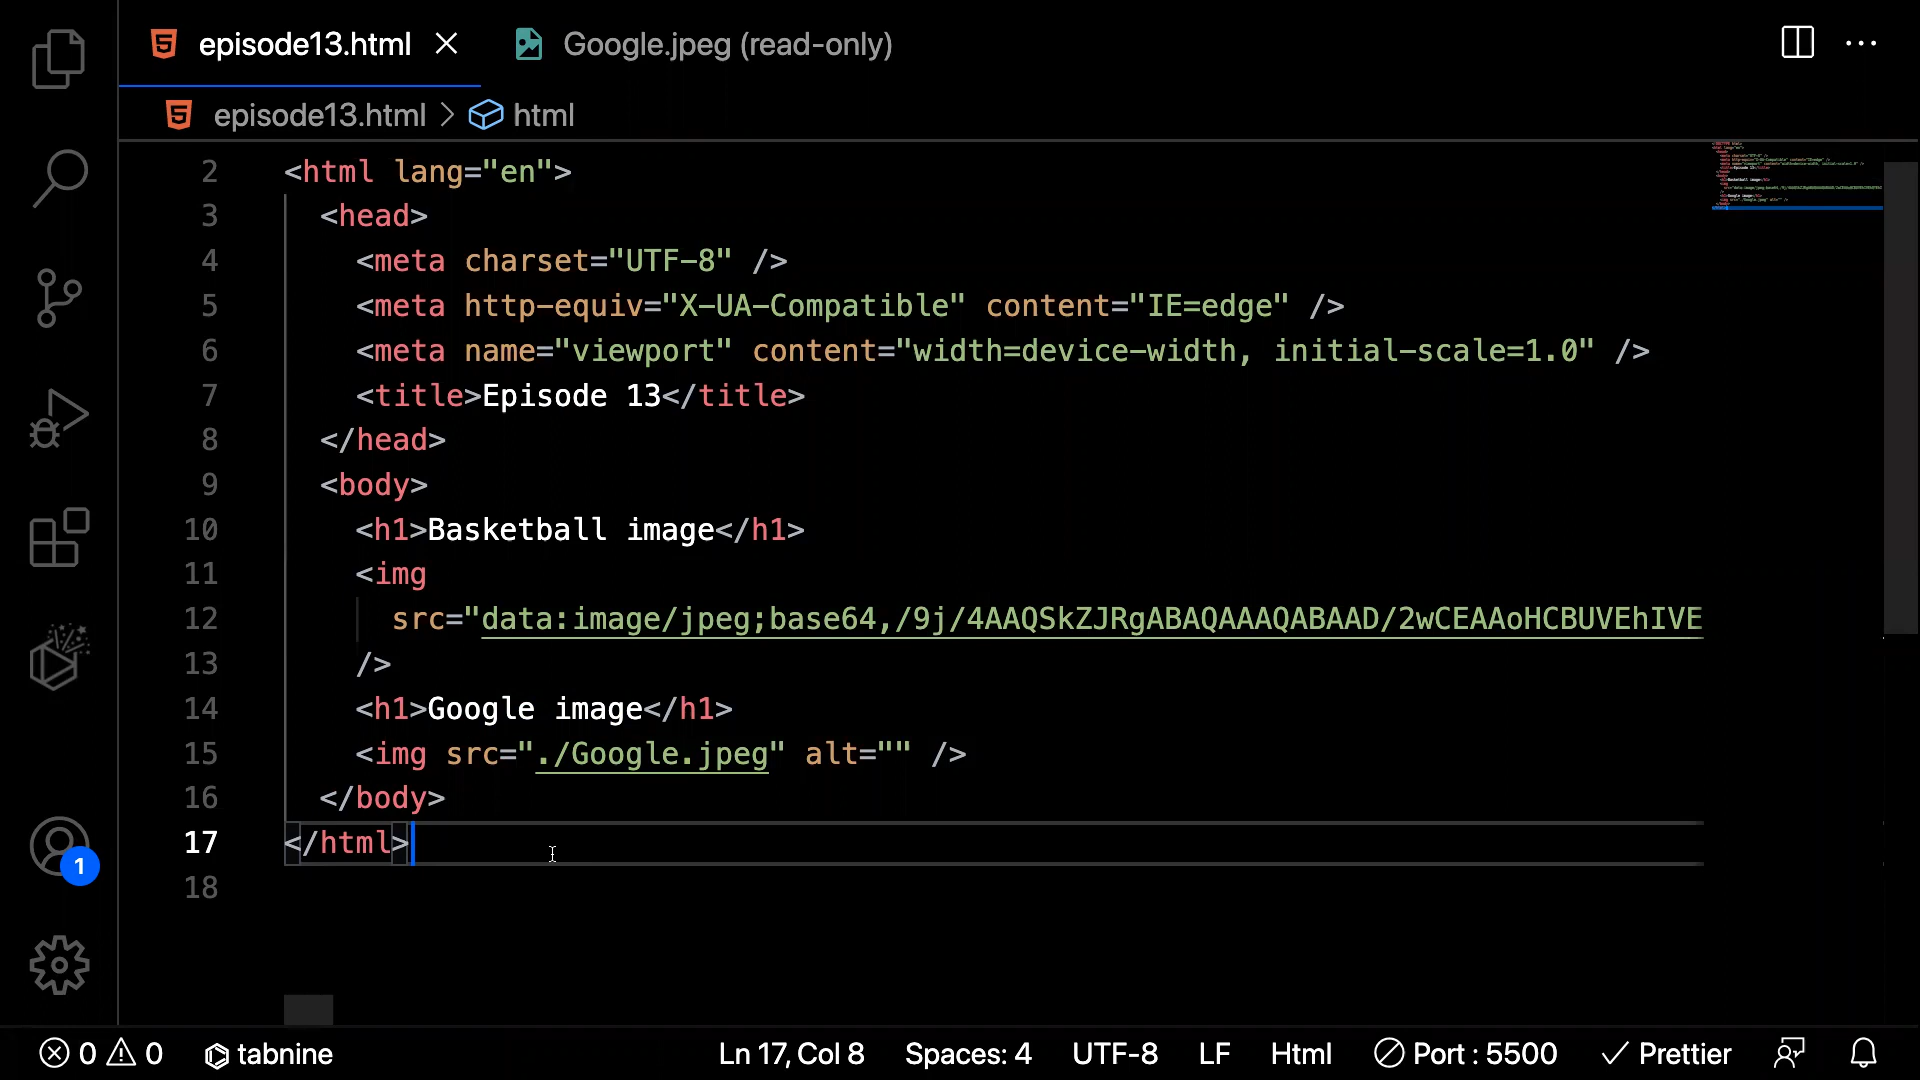 episode13.html
Google.jpeg (read-only)
episode13.html > html
2 <html lang="en">
3 <head>
4 <meta charset="UTF-8" />
5 <meta http-equiv="X-UA-Compatible" content="IE=edge" />
6 <meta name="viewport" content="width=device-width, initial-scale=1.0" />
7 <title>Episode 13</title>
8 </head>
9 <body>
10 <h1>Basketball image</h1>
11 <img
12 src="data:image/jpeg;base64,/9j/4AAQSkZJRgABAQAAAQABAAD/2wCEAAoHCBUVEhIVE
13 />
14 <h1>Google image</h1>
15 <img src="./Google.jpeg" alt="" />
16 </body>
17 </html>
18
1
0 0 tabnine Ln 17, Col 8 Spaces: 4 UTF-8 LF Html Port : 5500 Prettier